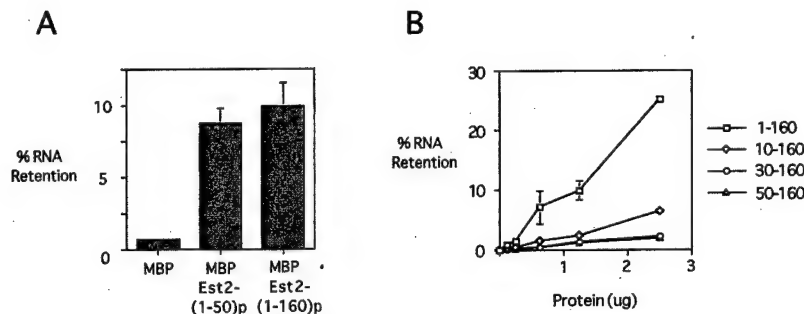 A
% RNA
Retention
10
5
0
MBP
MBP
Est2-
(1-50)p
MBP
Est2-
(1-160)p
B
% RNA
Retention
30
20
10
0
0
1
2
3
Protein (ug)
1-160
10-160
30-160
50-160